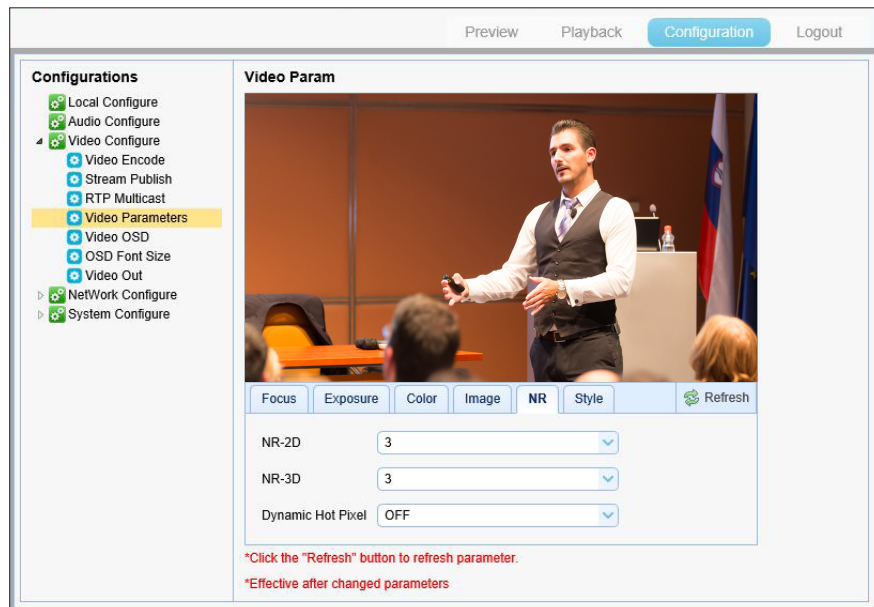 Preview Playback Configuration Logout
Configurations
Local Configure
Audio Configure
Video Configure
Video Encode
Stream Publish
RTP Multicast
Video Parameters
Video OSD
OSD Font Size
Video Out
NetWork Configure
System Configure
Video Param
Focus Exposure Color Image NR Style Refresh
NR-2D 3
NR-3D 3
Dynamic Hot Pixel OFF
*Click the "Refresh" button to refresh parameter.
*Effective after changed parameters